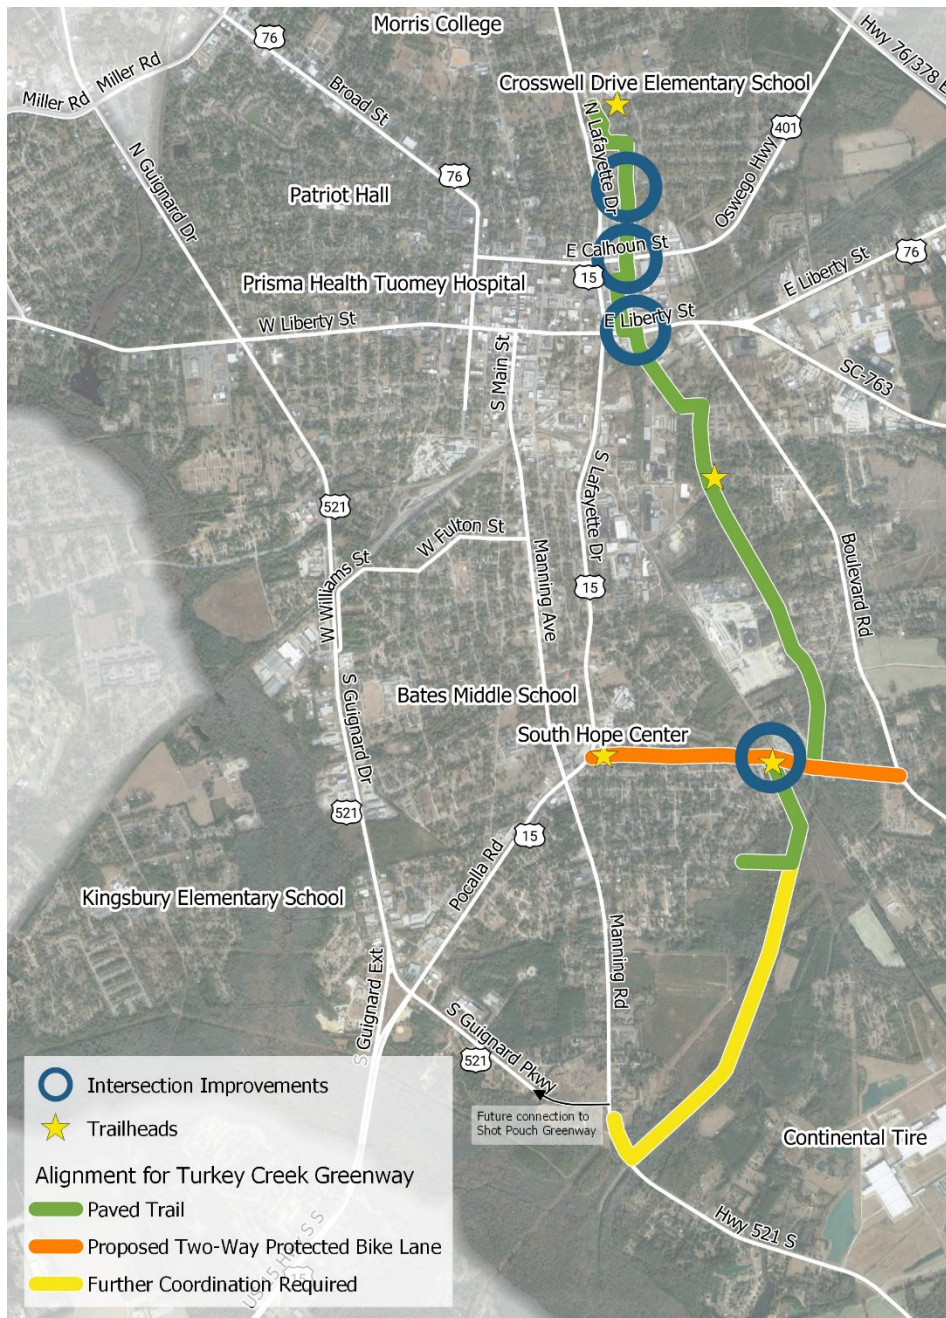 Morris College
76
Miller Rd
Miller Rd
Broad St
Crosswell Drive Elementary School
Hwy 76/378 E
N Lafayette Dr
401
Oswego Hwy
N Guignard Dr
76
Patriot Hall
E Calhoun St
76
E Liberty St
15
Prisma Health Tuomey Hospital
W Liberty St
E Liberty St
S Main St
SC-763
S Lafayette Dr
521
W Fulton St
Boulevard Rd
W Williams St
Manning Ave
15
S Guignard Dr
Bates Middle School
South Hope Center
521
15
Pocalla Rd
Kingsbury Elementary School
Manning Rd
S Guignard Ext
S Guignard Pkwy
521
Future connection to
Shot Pouch Greenway
Continental Tire
Hwy 521 S
Intersection Improvements
Trailheads
Alignment for Turkey Creek Greenway
Paved Trail
Proposed Two-Way Protected Bike Lane
Further Coordination Required